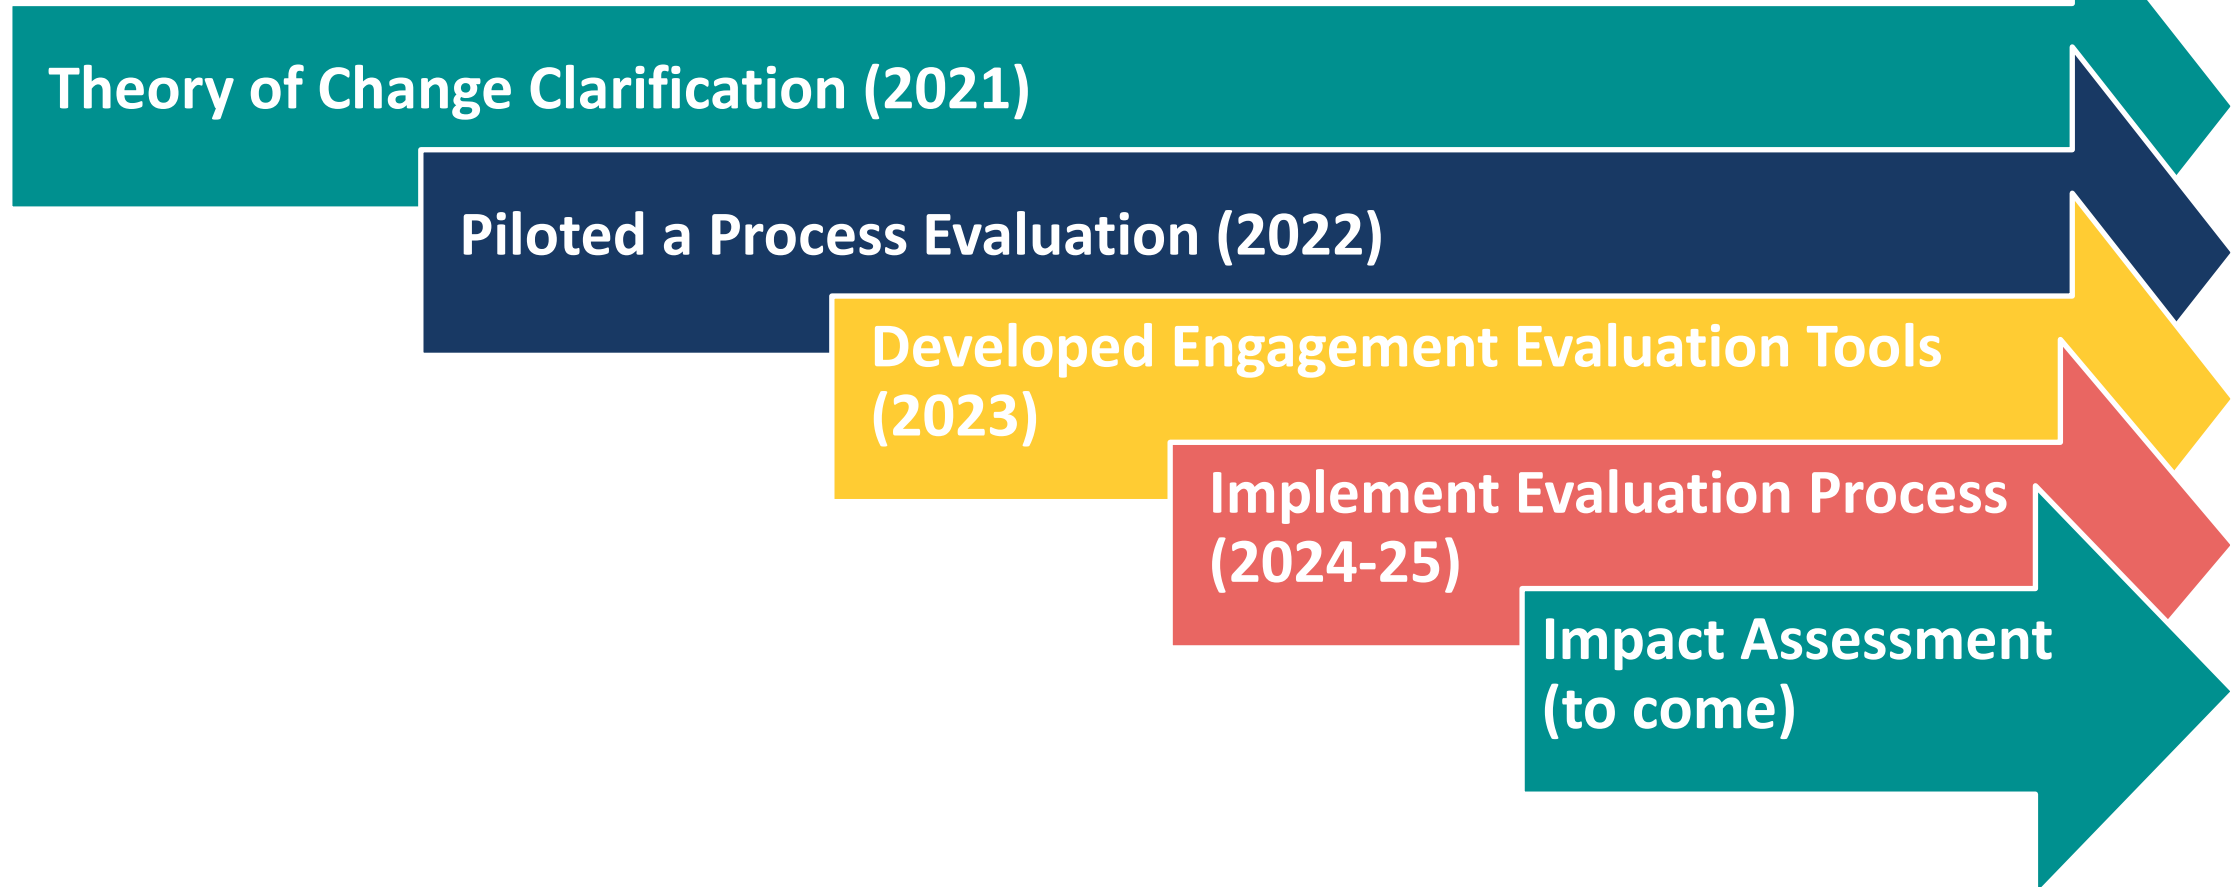 Theory of Change Clarification (2021)
Piloted a Process Evaluation (2022)
Developed Engagement Evaluation Tools
(2023)
Implement Evaluation Process
(2024-25)
Impact Assessment
(to come)